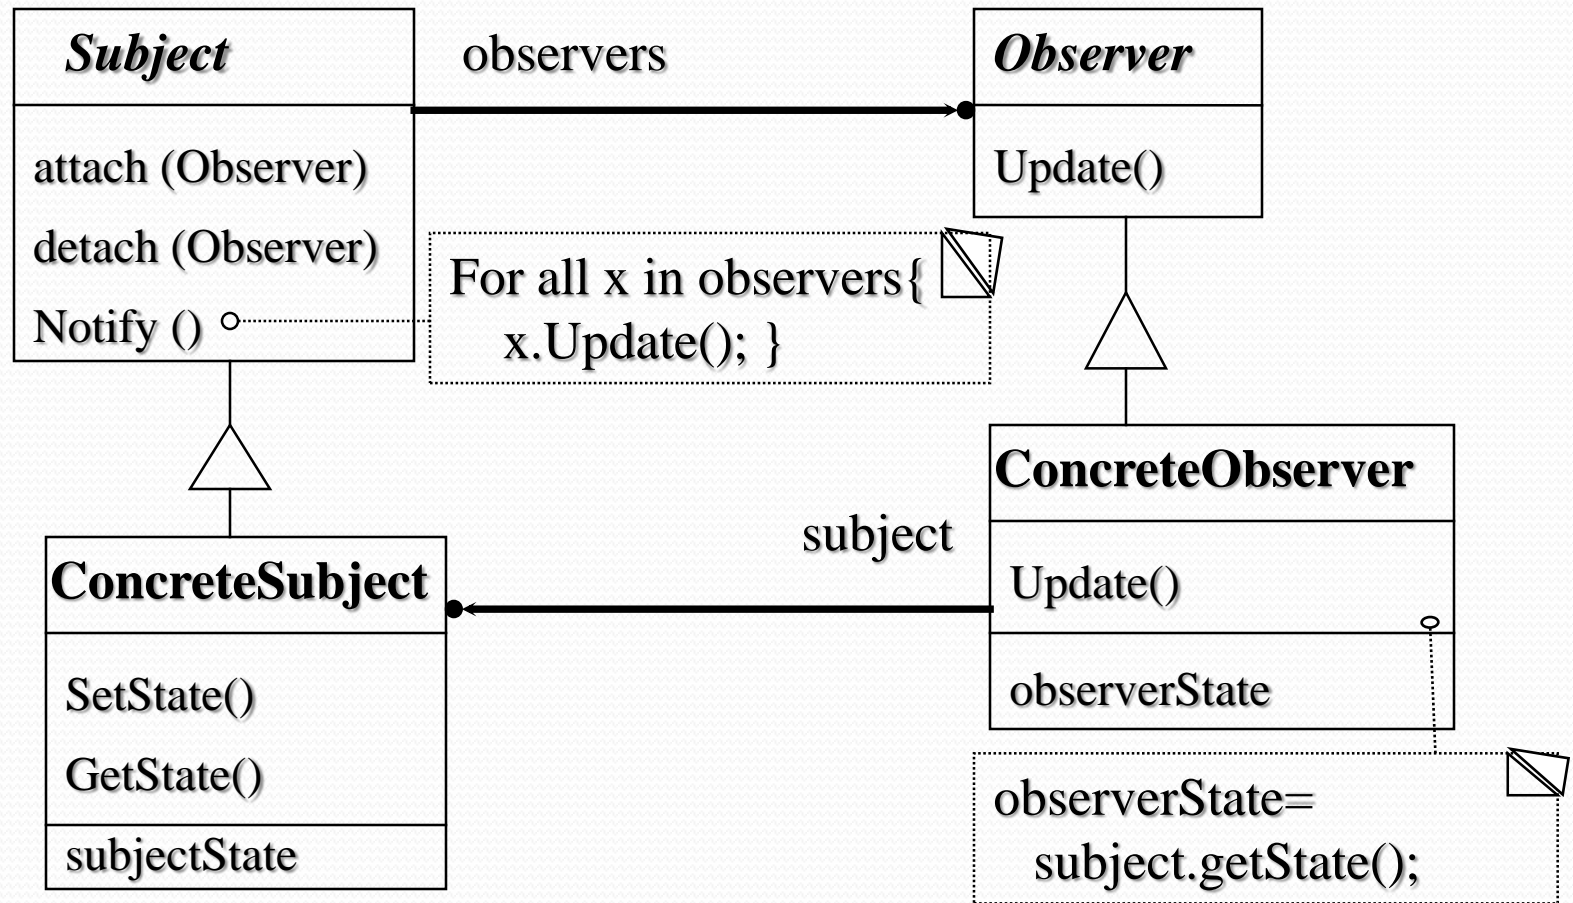 Subject
observers
Observer
attach (Observer)
detach (Observer)
Notify ()
Update()
For all x in observers{
x.Update(); }
ConcreteObserver
subject
Update()
observerState
ConcreteSubject
SetState()
GetState()
subjectState
observerState=
subject.getState();